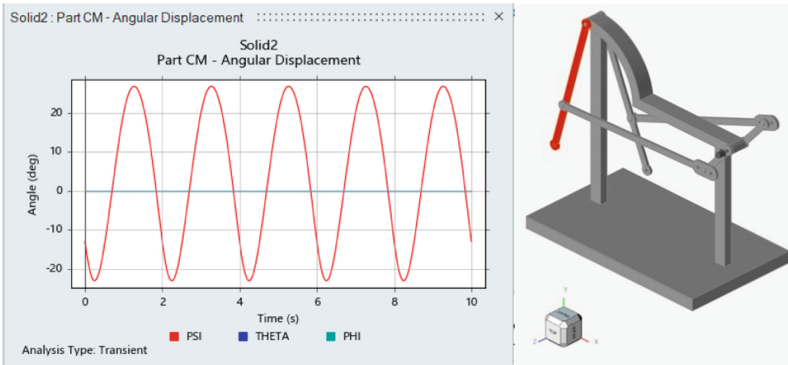 Solid2 : Part CM - Angular Displacement
Solid2
Part CM - Angular Displacement
20
10
0
-10
-20
Angle (deg)
0 2 4 6 8 10
Time (s)
PSI THETA PHI
Analysis Type: Transient
Y
Z
X